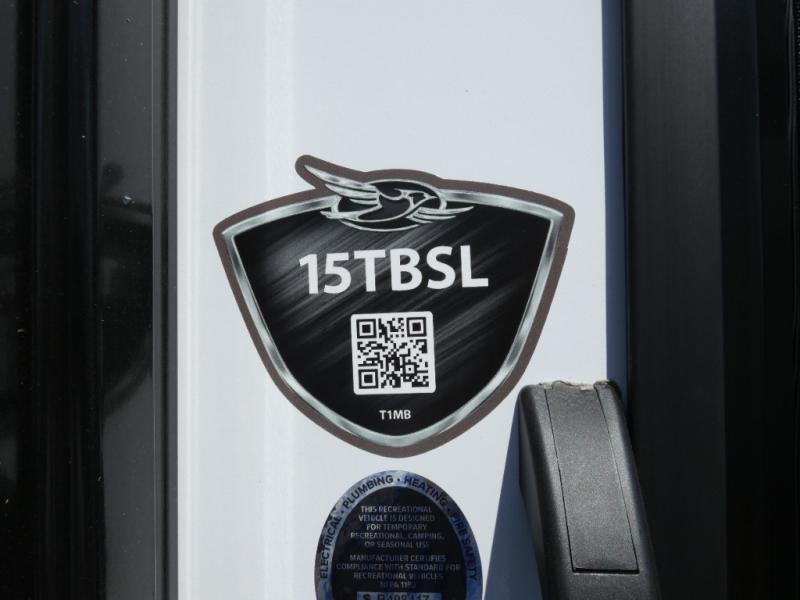 15TBSL
T1MB
ELECTRICAL • PLUMBING • HEATING • FIRE SAFETY
THIS RECREATIONAL
VEHICLE IS DESIGNED
FOR TEMPORARY
RECREATIONAL, CAMPING,
OR SEASONAL USE
MANUFACTURER CERTIFIES
COMPLIANCE WITH STANDARD FOR
RECREATIONAL VEHICLES
NFPA